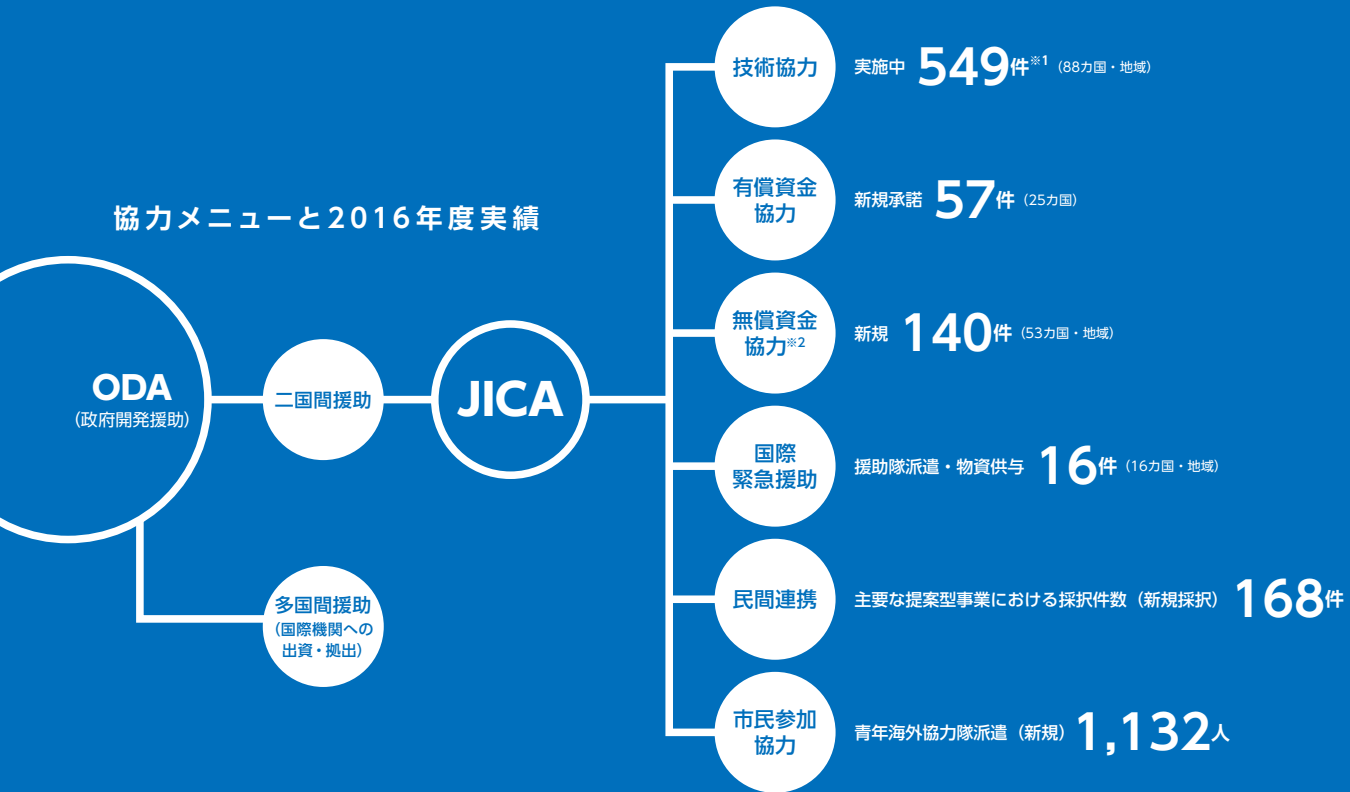 協力メニューと2016年度実績
ODA
(政府開発援助)
二国間援助
JICA
多国間援助
(国際機関への
出資・拠出)
技術協力
実施中 549件※1 (88カ国・地域)
有償資金
協力
新規承諾 57件 (25カ国)
無償資金
協力※2
新規 140件 (53カ国・地域)
国際
緊急援助
援助隊派遣・物資供与 16件 (16カ国・地域)
民間連携
主要な提案型事業における採択件数(新規採択) 168件
市民参加
協力
青年海外協力隊派遣(新規) 1,132人